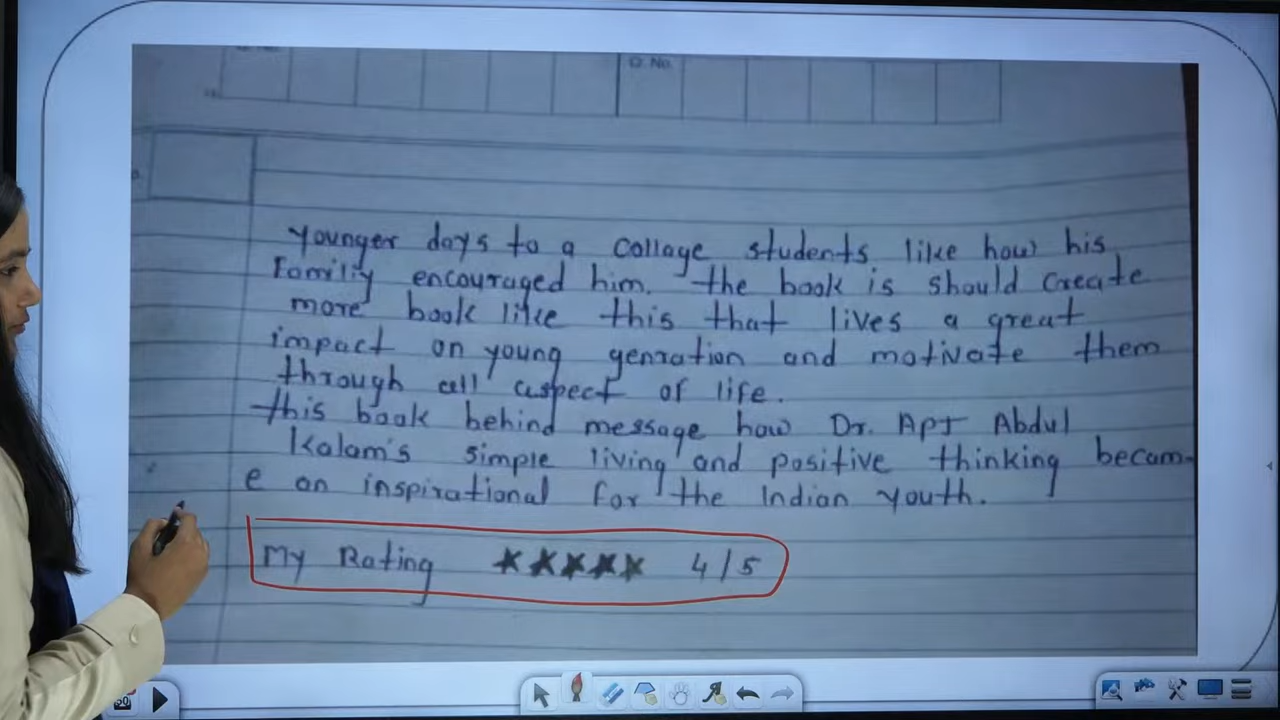 Q. No.
younger days to a collage students like how his
familiy encouraged him. the book is should create
more book like this that lives a great
impact on young genration and motivate them
through all aspect of life.
this book behind message how Dr. APJ Abdul
Kalam's simple living and positive thinking becam-
e an inspirational for the Indian youth.
My Rating ★★★★★ 4/5